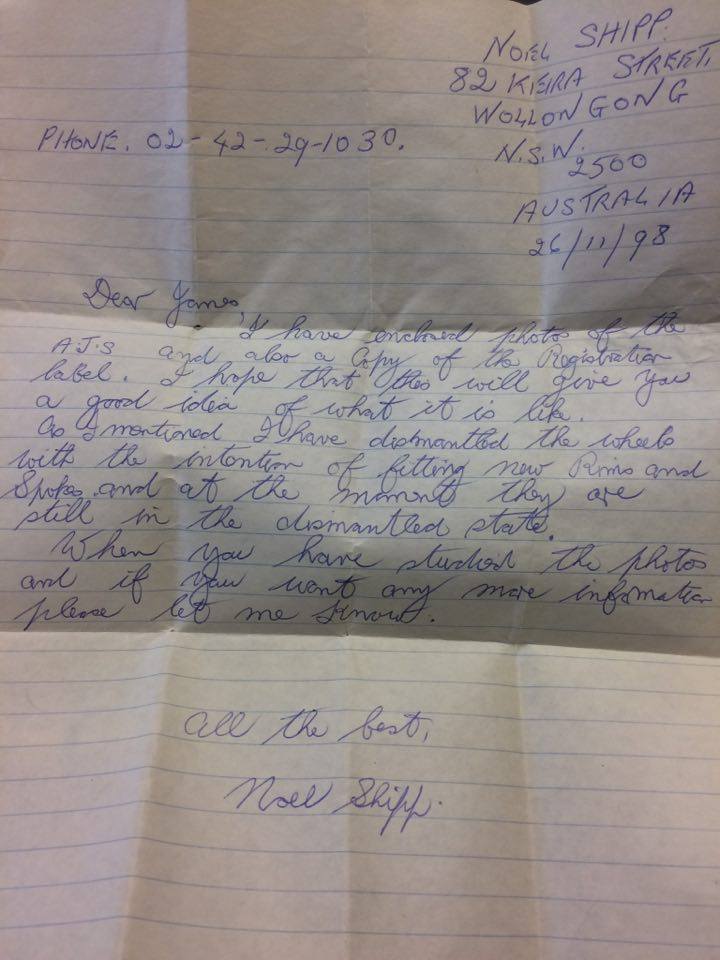 NOEL SHIPP.
82 KEIRA STREET,
WOLLONGONG
PHONE. 02-42-29-1030.
N.S.W.
2500
AUSTRALIA
26/11/98
Dear James,
I have enclosed photos of the
A.J.S and also a Copy of the Registration
label. I hope that this will give you
a good idea of what it is like.
As I mentioned I have dismantled the wheels
with the intention of fitting new Rims and
Spokes and at the moment they are
still in the dismantled state.
When you have studied the photos
and if you want any more information
please let me know.
All the best,
Noel Shipp.